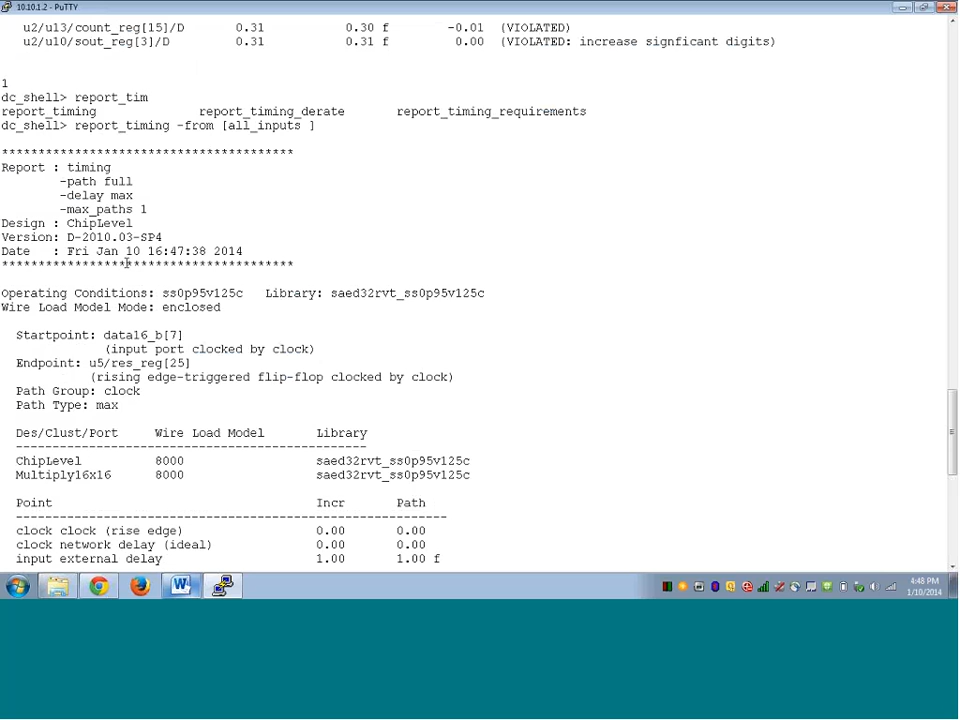 10.10.1.2 - PuTTY
u2/u13/count_reg[15]/D 0.31 0.30 f -0.01 (VIOLATED)
u2/u10/sout_reg[3]/D 0.31 0.31 f 0.00 (VIOLATED: increase signficant digits)
1
dc_shell> report_tim
report_timing report_timing_derate report_timing_requirements
dc_shell> report_timing -from [all_inputs ]
****************************************
Report : timing
-path full
-delay max
-max_paths 1
Design : ChipLevel
Version: D-2010.03-SP4
Date : Fri Jan 10 16:47:38 2014
****************************************
Operating Conditions: ss0p95v125c Library: saed32rvt_ss0p95v125c
Wire Load Model Mode: enclosed
Startpoint: data16_b[7]
(input port clocked by clock)
Endpoint: u5/res_reg[25]
(rising edge-triggered flip-flop clocked by clock)
Path Group: clock
Path Type: max
Des/Clust/Port Wire Load Model Library
------------------------------------------------
ChipLevel 8000 saed32rvt_ss0p95v125c
Multiply16x16 8000 saed32rvt_ss0p95v125c
Point Incr Path
-----------------------------------------------------------
clock clock (rise edge) 0.00 0.00
clock network delay (ideal) 0.00 0.00
input external delay 1.00 1.00 f
4:48 PM
1/10/2014